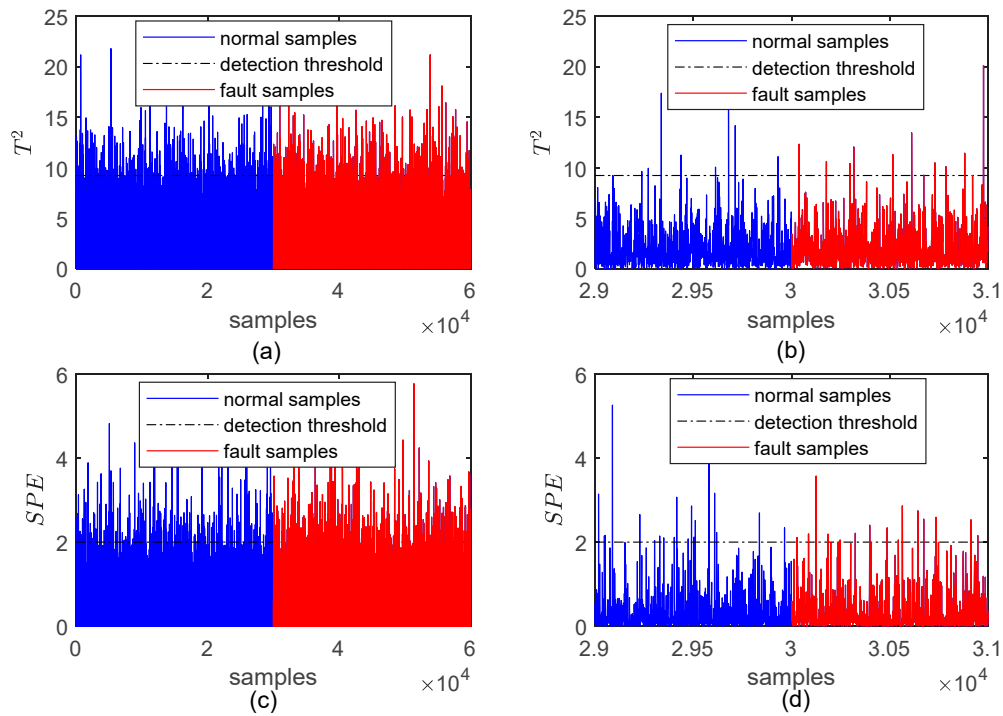 25
20
15
10
5
0
T²
normal samples
detection threshold
fault samples
0
2
4
6
samples
×10⁴
(a)
25
20
15
10
5
0
T²
normal samples
detection threshold
fault samples
2.9
2.95
3
3.05
3.1
samples
×10⁴
(b)
6
4
2
0
SPE
normal samples
detection threshold
fault samples
0
2
4
6
samples
×10⁴
(c)
6
4
2
0
SPE
normal samples
detection threshold
fault samples
2.9
2.95
3
3.05
3.1
samples
×10⁴
(d)